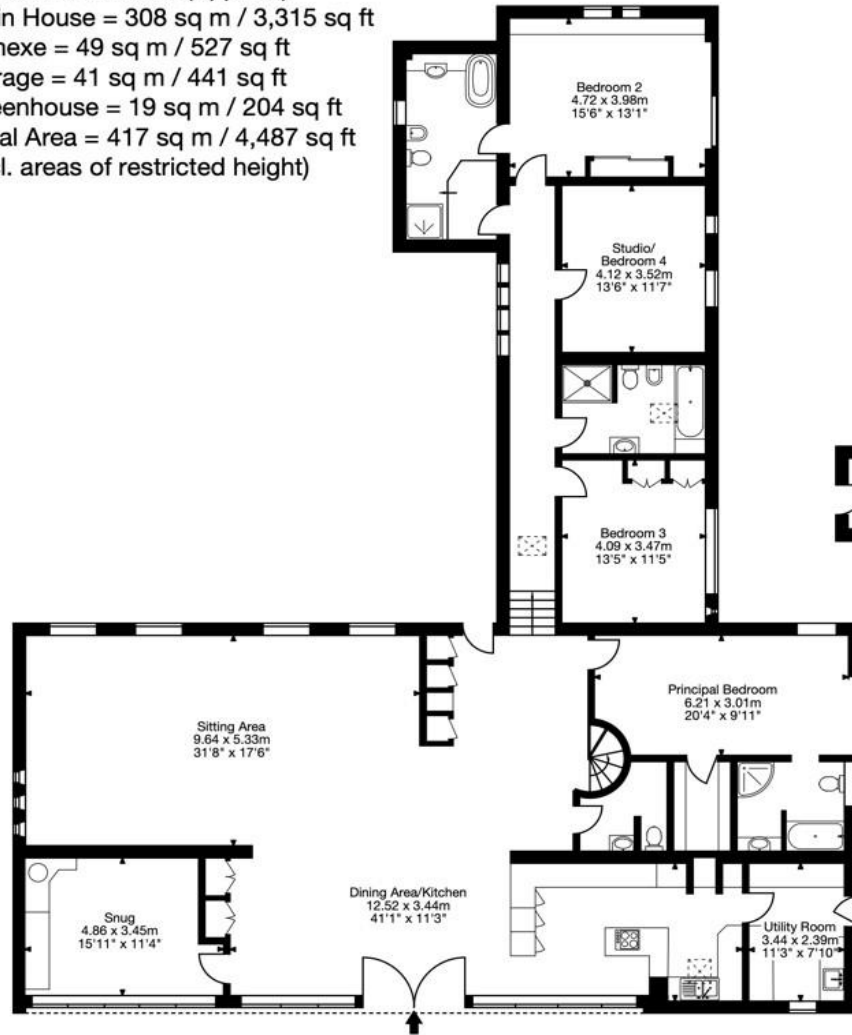 in House = 308 sq m / 3,315 sq ft
nexe = 49 sq m / 527 sq ft
rage = 41 sq m / 441 sq ft
eenhouse = 19 sq m / 204 sq ft
al Area = 417 sq m / 4,487 sq ft
l. areas of restricted height)
Bedroom 2
4.72 x 3.98m
15'6" x 13'1"
Studio/
Bedroom 4
4.12 x 3.52m
13'6" x 11'7"
Bedroom 3
4.09 x 3.47m
13'5" x 11'5"
Principal Bedroom
6.21 x 3.01m
20'4" x 9'11"
Sitting Area
9.64 x 5.33m
31'8" x 17'6"
Dining Area/Kitchen
12.52 x 3.44m
41'1" x 11'3"
Snug
4.86 x 3.45m
15'11" x 11'4"
Utility Room
3.44 x 2.39m
11'3" x 7'10"